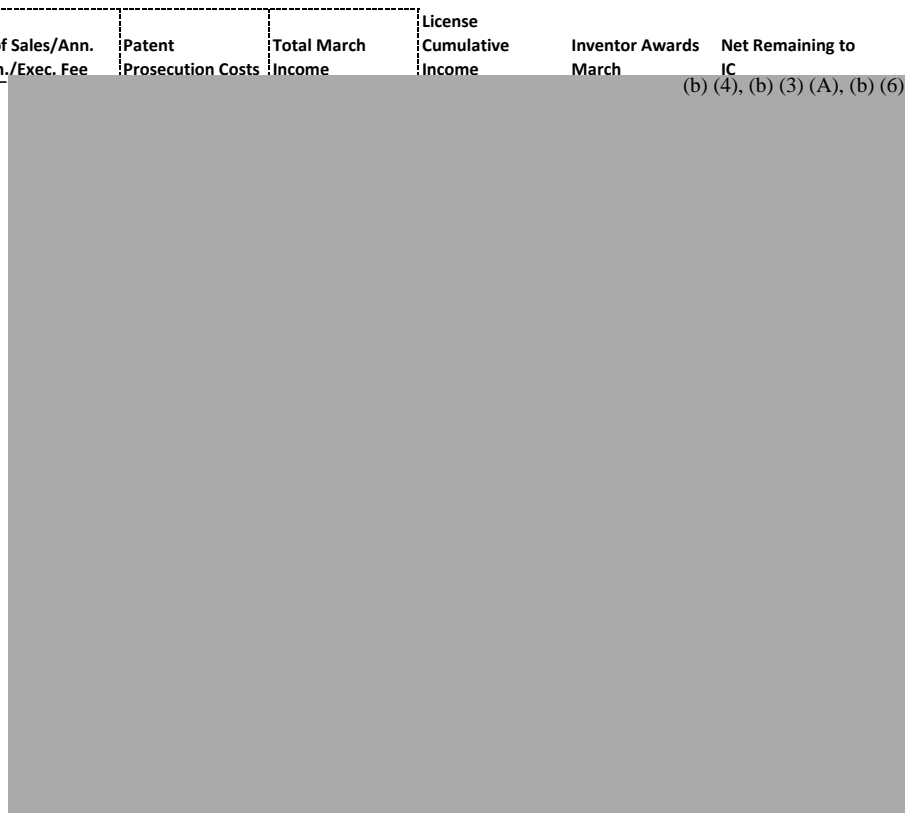 License
of Sales/Ann. Patent Total March Cumulative Inventor Awards Net Remaining to
n./Exec. Fee Prosecution Costs Income Income March IC
(b) (4), (b) (3) (A), (b) (6)